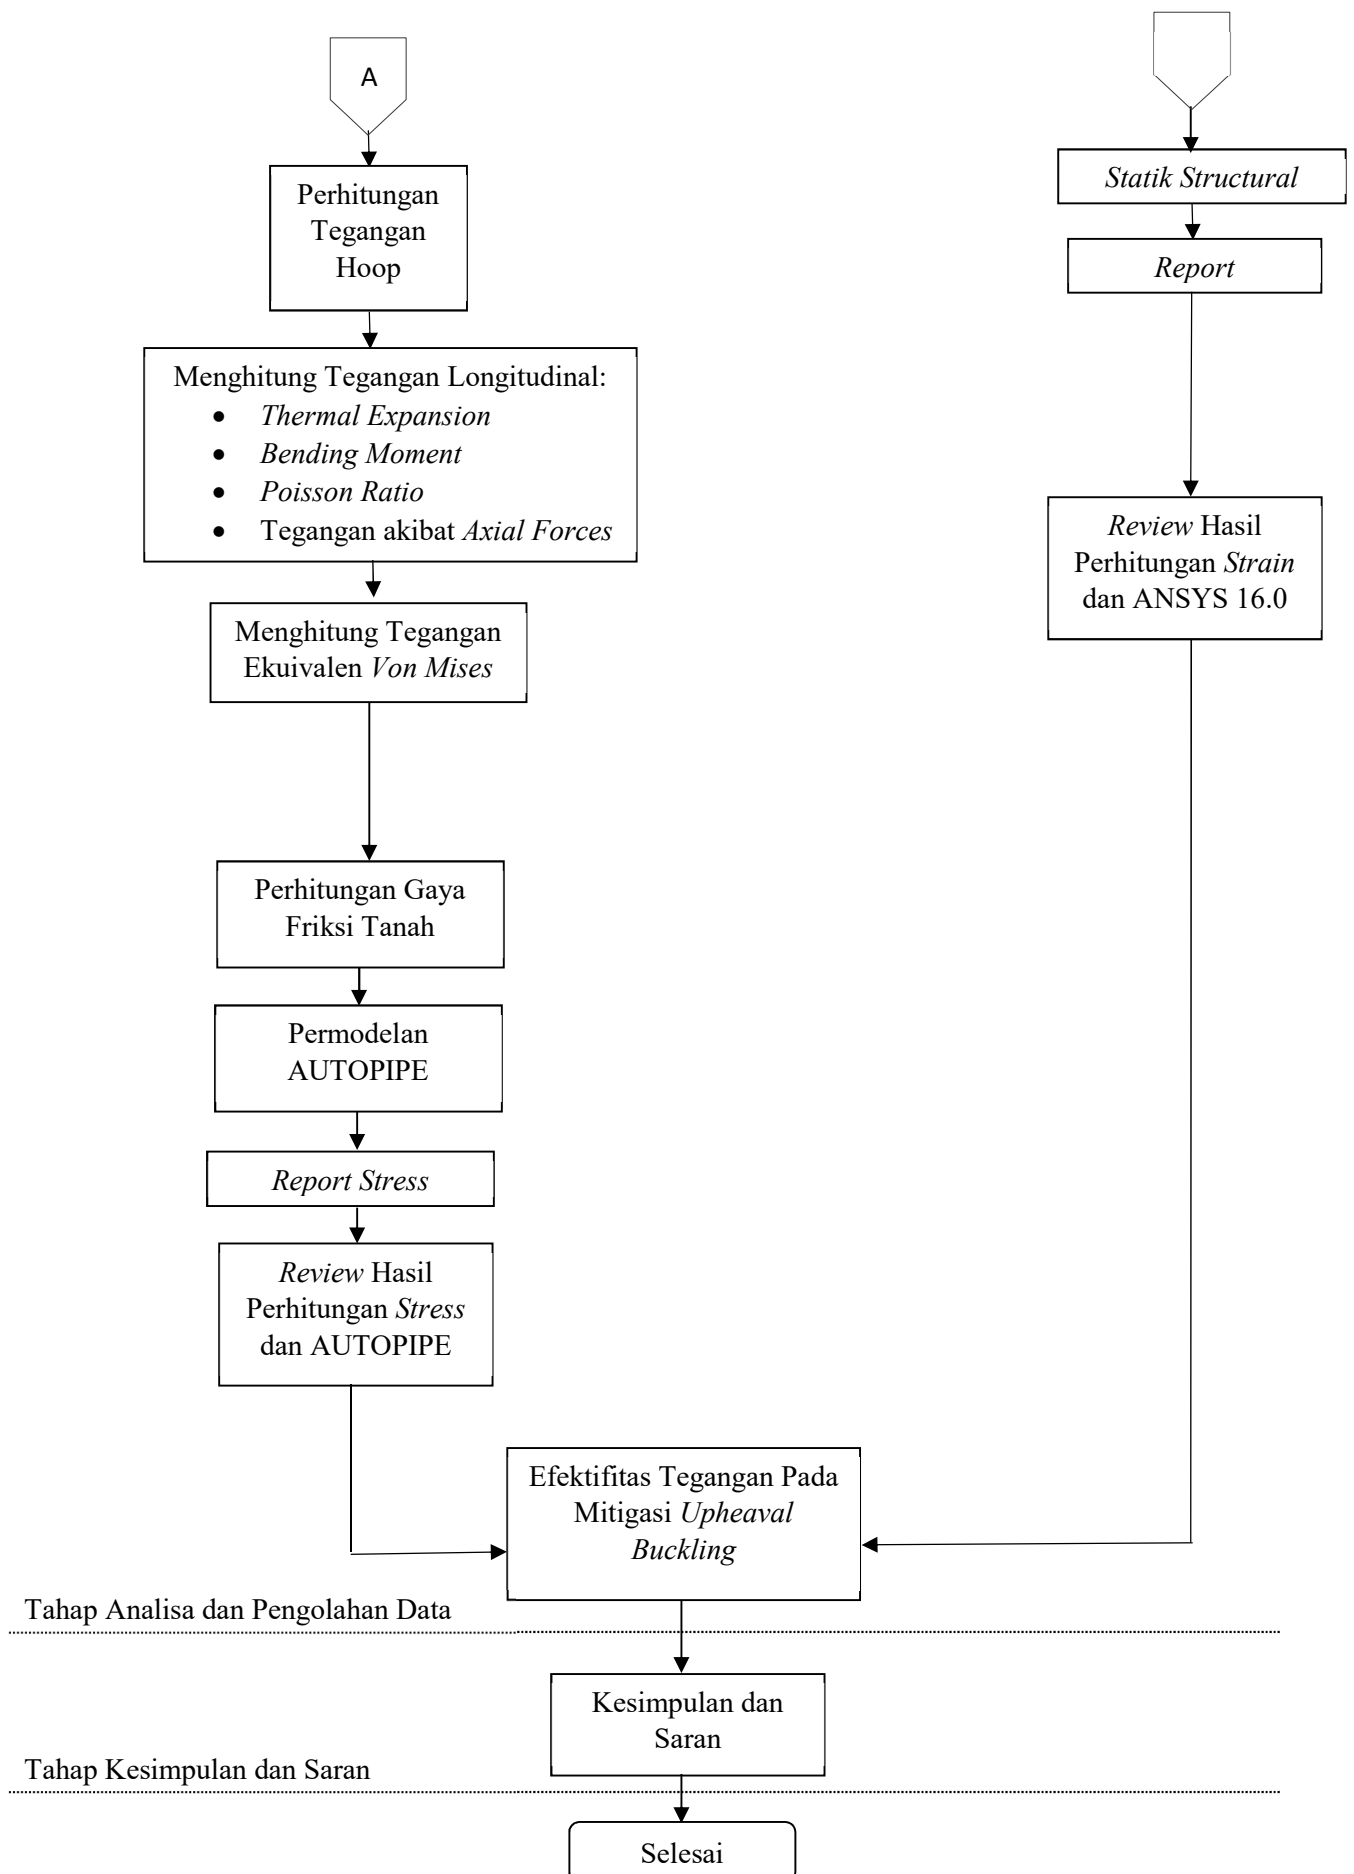 A
Perhitungan
Tegangan
Hoop
Menghitung Tegangan Longitudinal:
• Thermal Expansion
• Bending Moment
• Poisson Ratio
• Tegangan akibat Axial Forces
Menghitung Tegangan
Ekuivalen Von Mises
Perhitungan Gaya
Friksi Tanah
Permodelan
AUTOPIPE
Report Stress
Review Hasil
Perhitungan Stress
dan AUTOPIPE
Statik Structural
Report
Review Hasil
Perhitungan Strain
dan ANSYS 16.0
Efektifitas Tegangan Pada
Mitigasi Upheaval
Buckling
Tahap Analisa dan Pengolahan Data
Kesimpulan dan
Saran
Tahap Kesimpulan dan Saran
Selesai